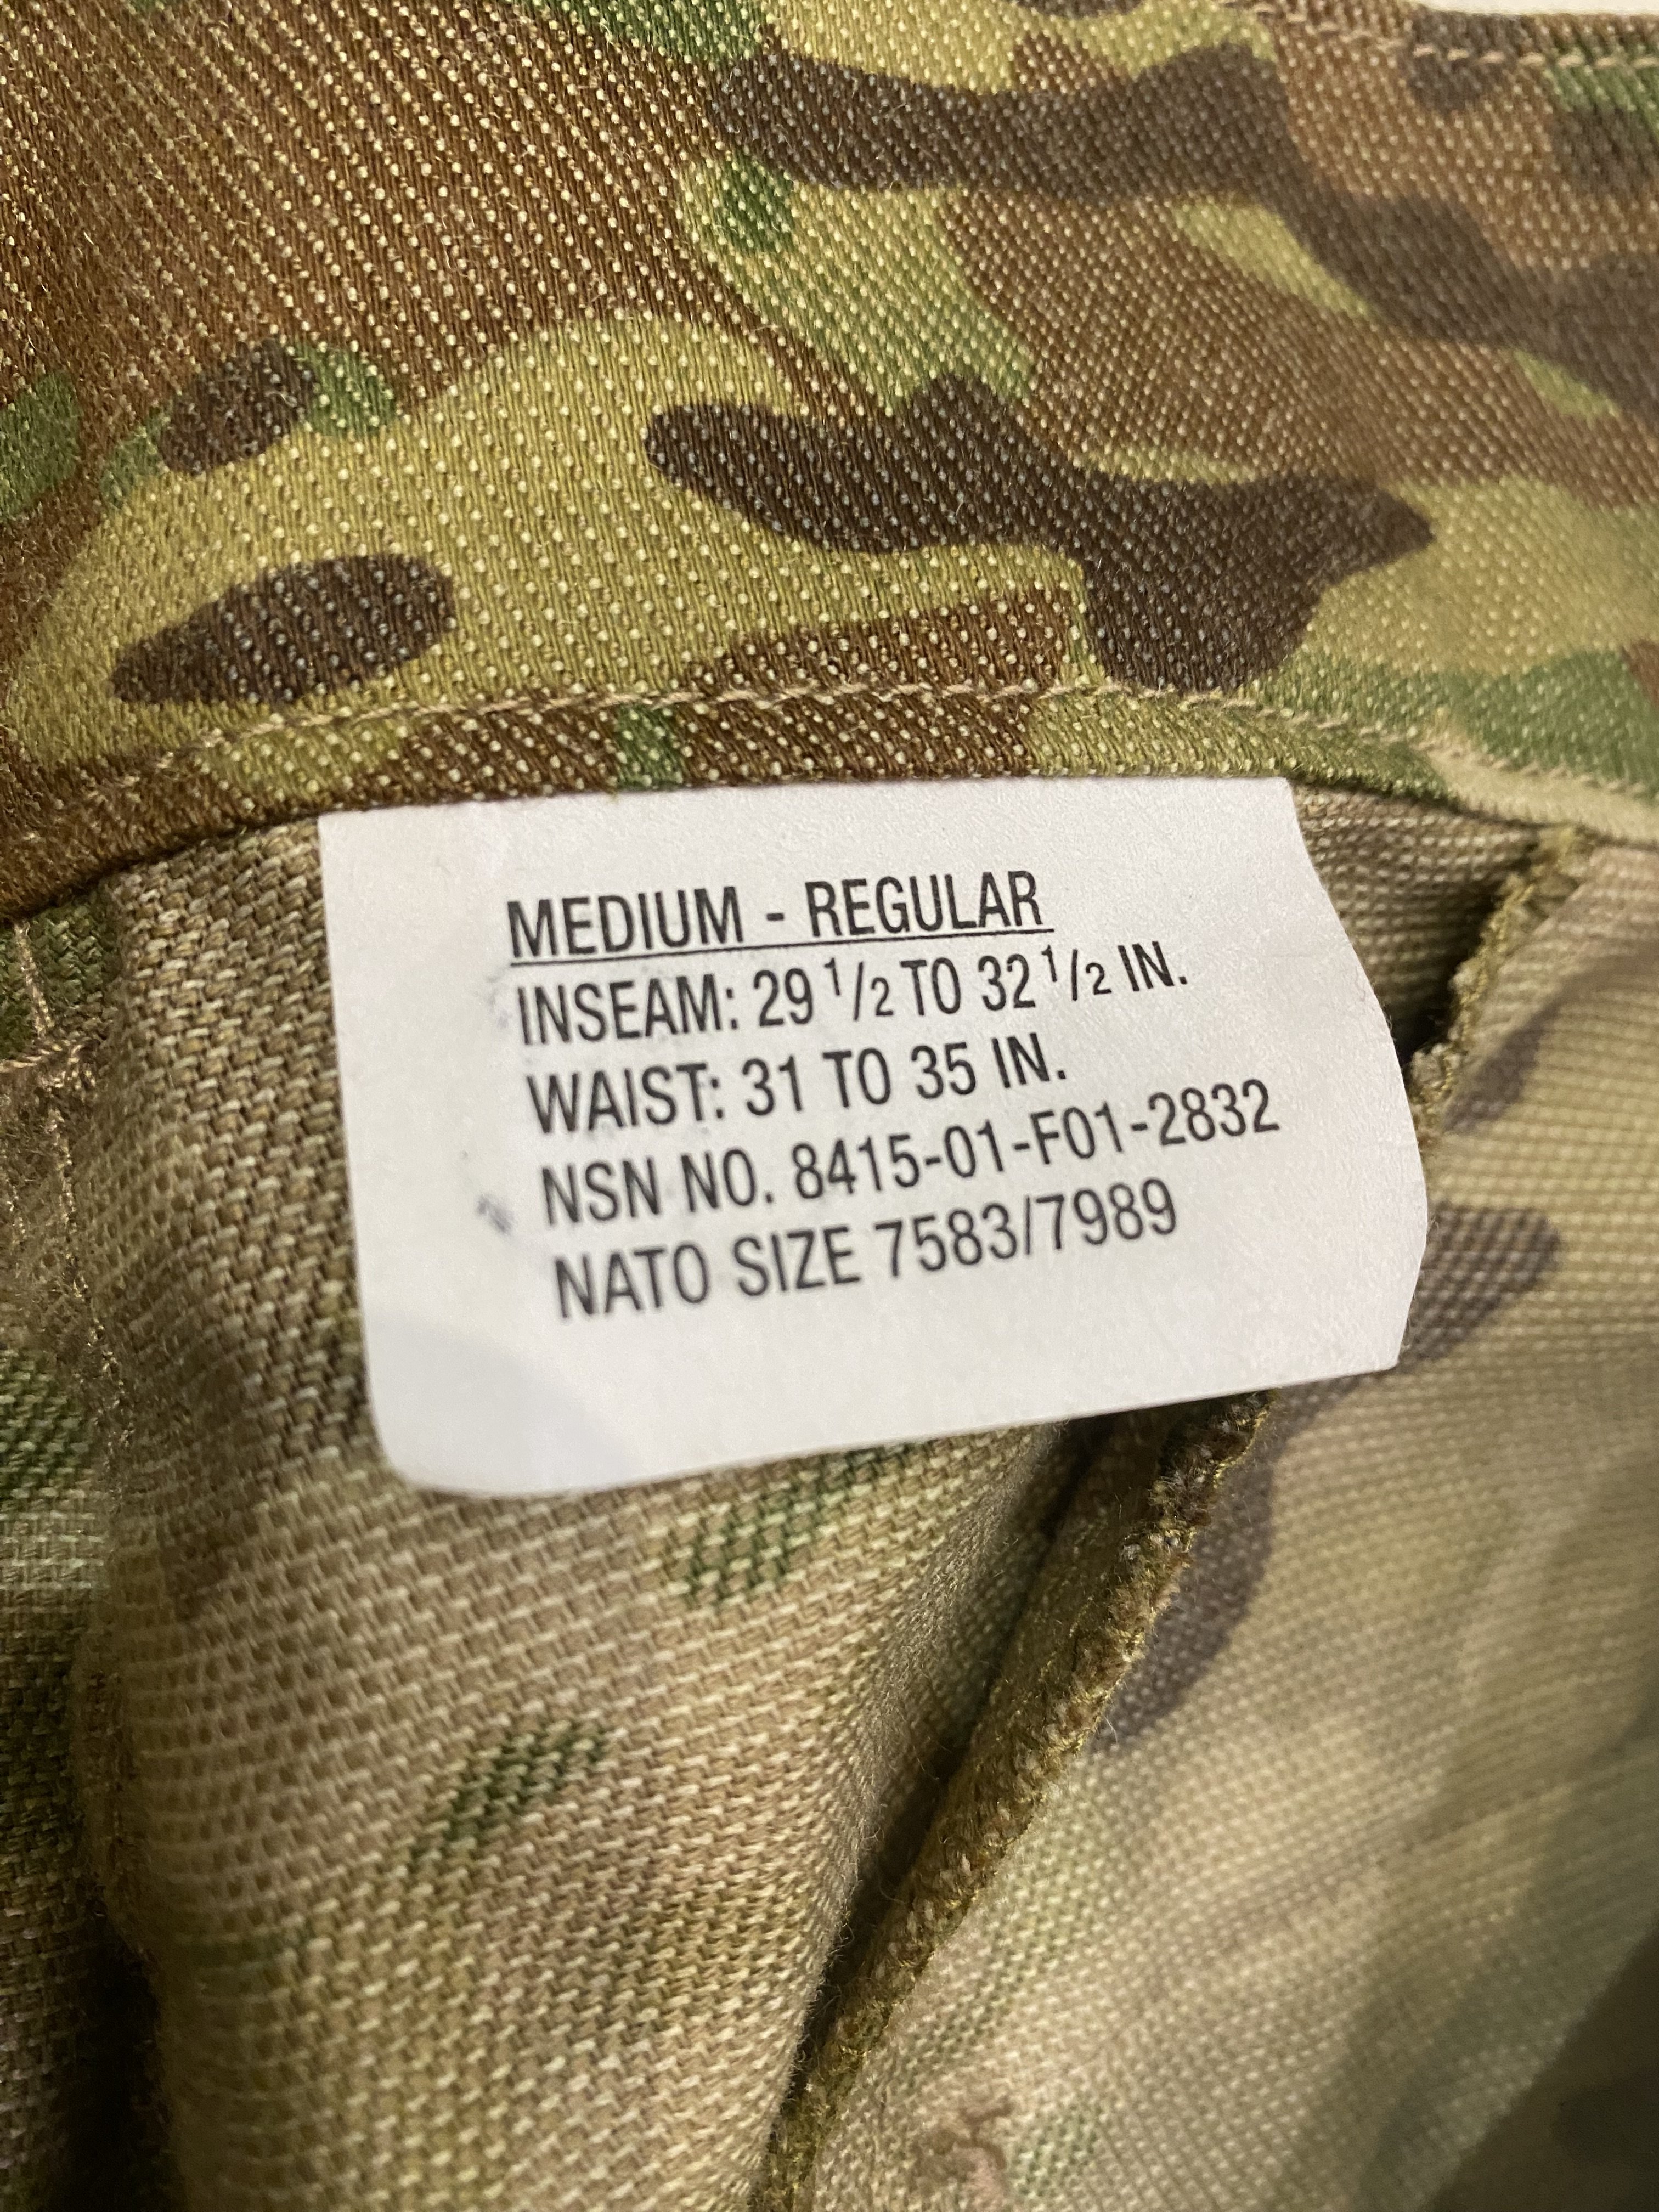 MEDIUM - REGULAR
INSEAM: 29 1/2 TO 32 1/2 IN.
WAIST: 31 TO 35 IN.
NSN NO. 8415-01-F01-2832
NATO SIZE 7583/7989